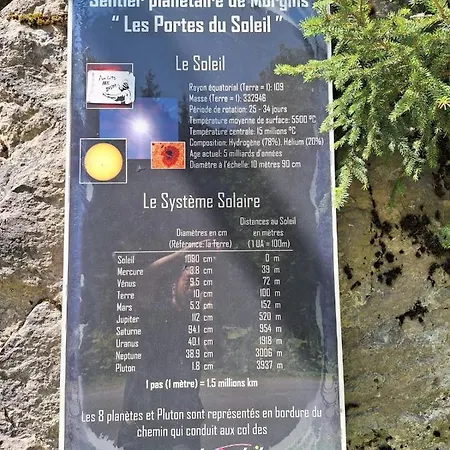 Sentier planétaire de Morgins
“ Les Portes du Soleil ”
Le Soleil
Rayon équatorial (Terre = 1): 109
Masse (Terre = 1): 332946
Période de rotation: 25 - 34 jours
Température moyenne de surface: 5500 °C
Température centrale: 15 millions °C
Composition: Hydrogène (78%), Hélium (20%)
Age actuel: 5 milliards d'années
Diamètre à l'échelle: 10 mètres 90 cm
Le Système Solaire
Diamètres en cm
(Référence: la Terre)
Distances au Soleil
en mètres
(1 UA = 100m)
Soleil 1090 cm 0 m
Mercure 3.8 cm 39 m
Vénus 9.5 cm 72 m
Terre 10 cm 100 m
Mars 5.3 cm 152 m
Jupiter 112 cm 520 m
Saturne 94.1 cm 954 m
Uranus 40.1 cm 1918 m
Neptune 38.9 cm 3006 m
Pluton 1.8 cm 3937 m
1 pas (1 mètre) = 1.5 millions km
Les 8 planètes et Pluton sont représentés en bordure du
chemin qui conduit aux col des